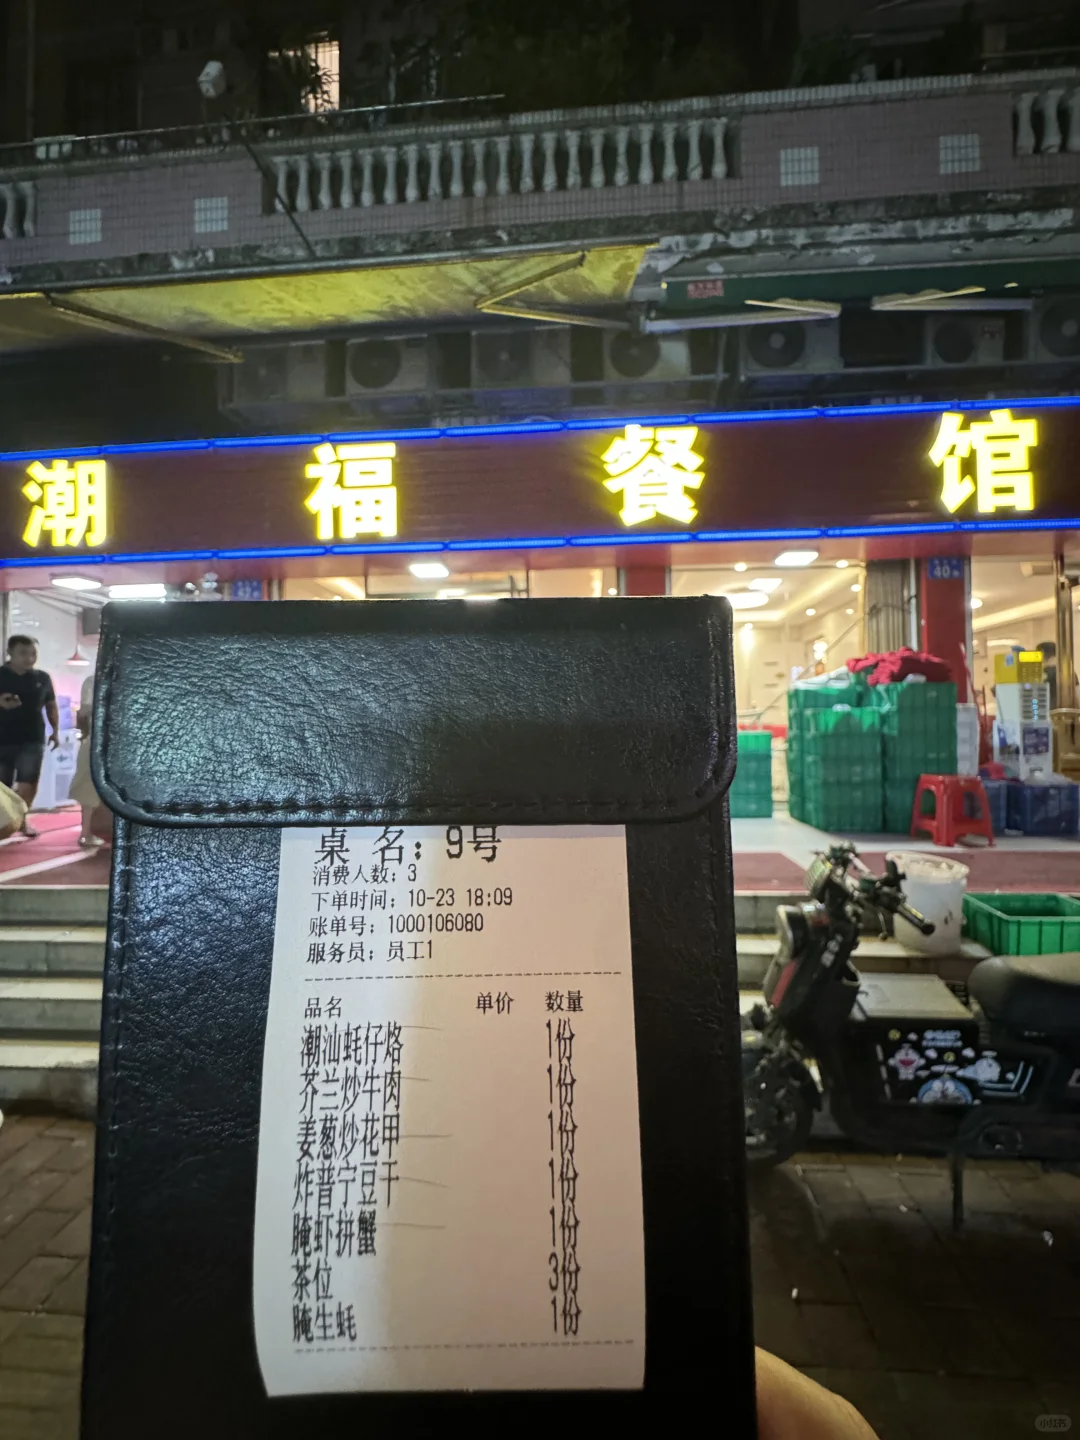 潮福餐馆
40
桌 名：9号
消费人数：3
下单时间：10-23 18:09
账单号：1000106080
服务员：员工1
品名 单价 数量
潮汕蚝仔烙 1份
芥兰炒牛肉 1份
姜葱炒花甲 1份
炸普宁豆干 1份
腌虾拼蟹 1份
茶位 3份
腌生蚝 1份
小红书